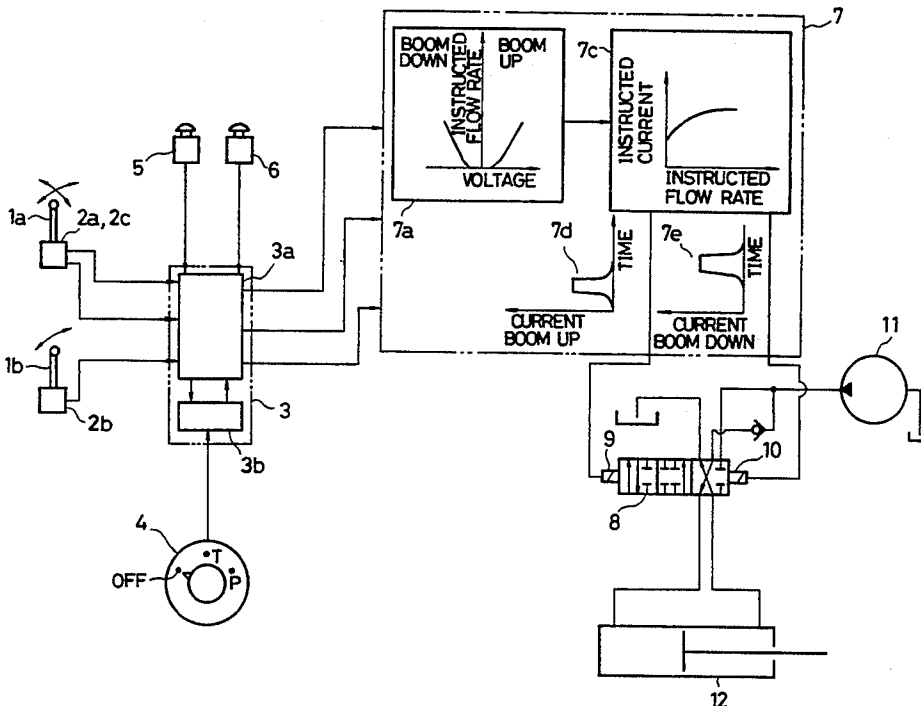 7
BOOM
DOWN
INSTRUCTED
FLOW RATE
BOOM
UP
VOLTAGE
7a
7c
INSTRUCTED
CURRENT
INSTRUCTED
FLOW RATE
7d
TIME
CURRENT
BOOM UP
7e
TIME
CURRENT
BOOM DOWN
5
6
1a
2a, 2c
3a
1b
2b
3
3b
4
T
OFF
P
11
9
10
8
12